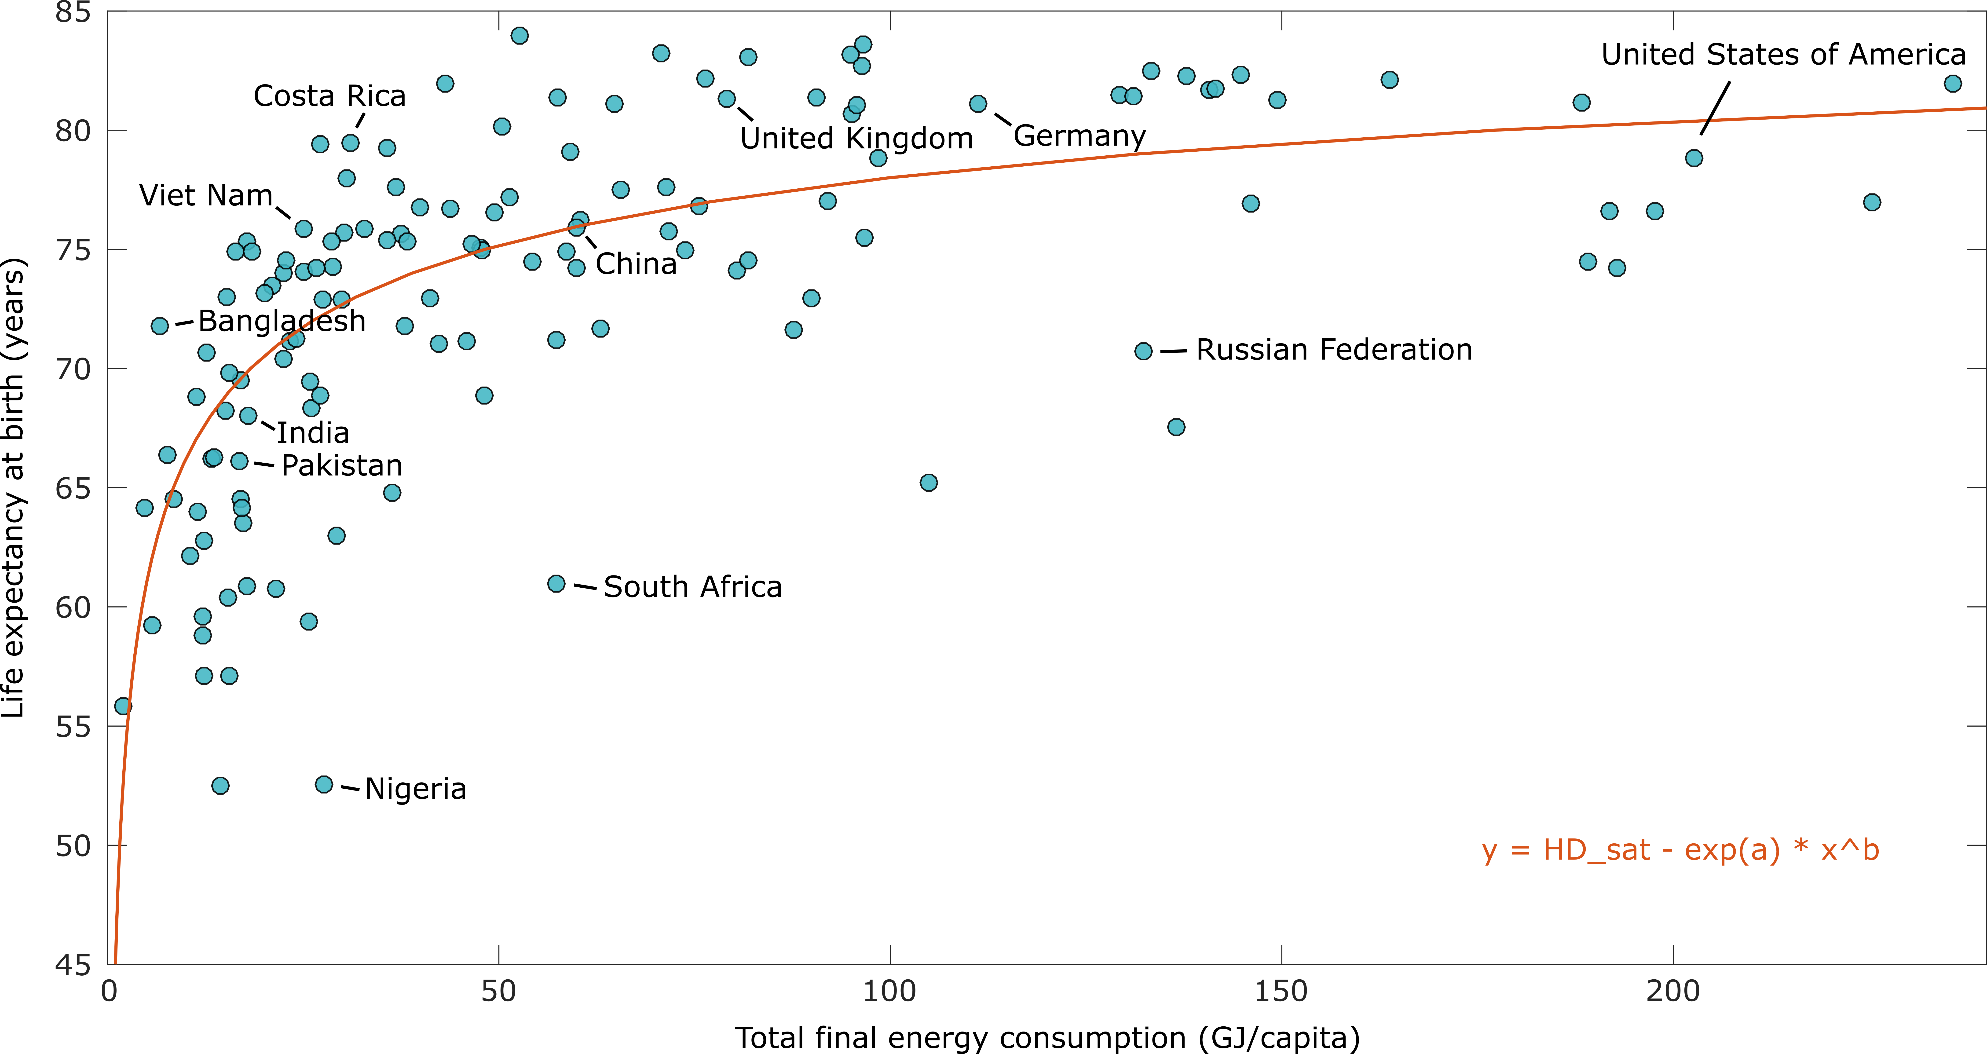 85
80
75
70
65
60
55
50
45
Life expectancy at birth (years)
United States of America
Costa Rica
United Kingdom
Germany
Viet Nam
China
Bangladesh
Russian Federation
India
Pakistan
South Africa
Nigeria
y = HD_sat - exp(a) * x^b
0
50
100
150
200
Total final energy consumption (GJ/capita)